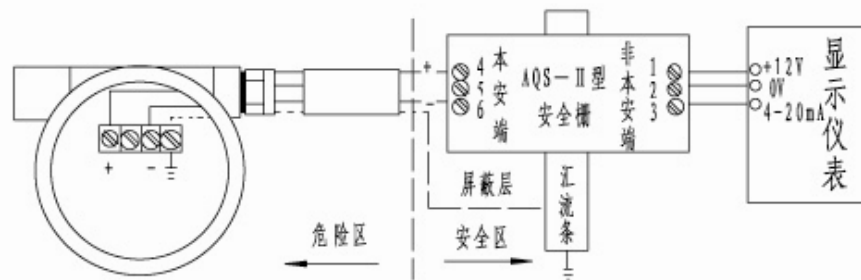 + -
危险区
+
-
4
5
6
本安端
AQS—II型
安全栅
非本安端
1
2
3
+12V
0V
4-20mA
显示仪表
屏蔽层
安全区
汇流条